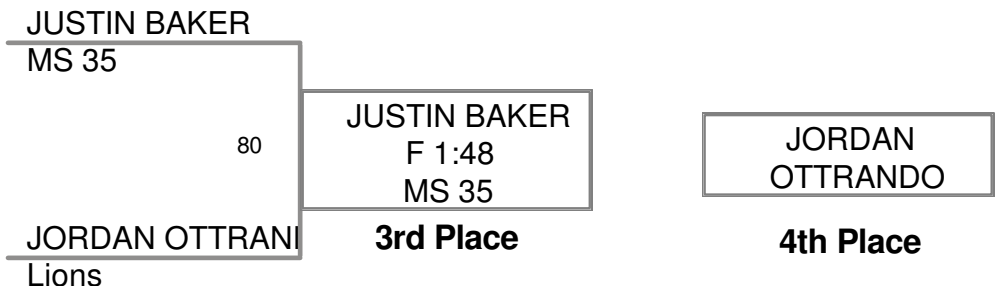 JUSTIN BAKER
MS 35
80
JUSTIN BAKER
F 1:48
MS 35
JORDAN
OTTRANDO
JORDAN OTTRAN
3rd Place
4th Place
Lions